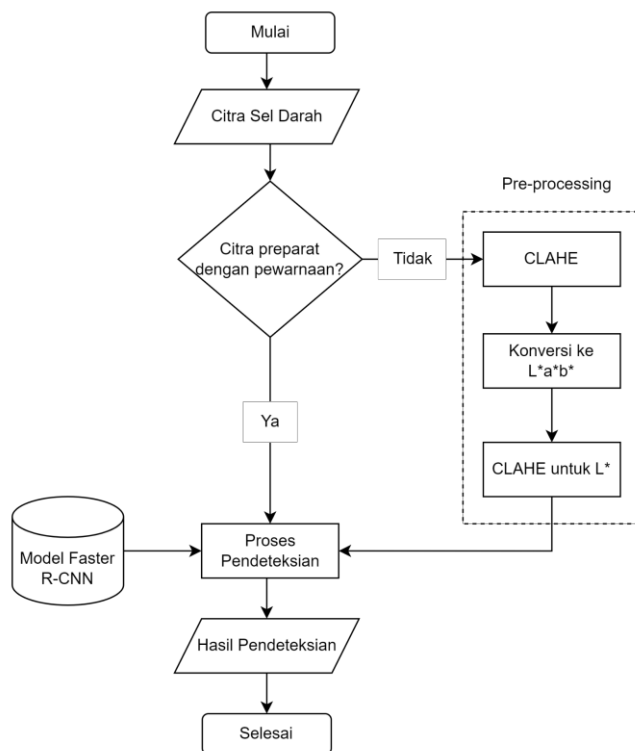 Mulai
Citra Sel Darah
Pre-processing
Citra preparat
dengan pewarnaan?
Tidak
CLAHE
Konversi ke
L*a*b*
Ya
CLAHE untuk L*
Model Faster
R-CNN
Proses
Pendeteksian
Hasil Pendeteksian
Selesai